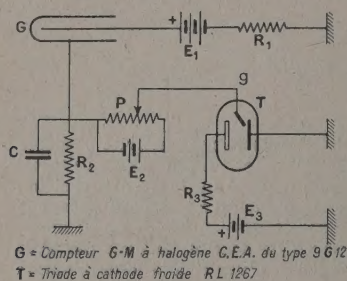 G
+
E1
R1
g
P
T
C
R2
E2
R3
+
E3
G = Compteur G-M à halogène C.E.A. du type 9 G 12
T = Triode à cathode froide RL 1267